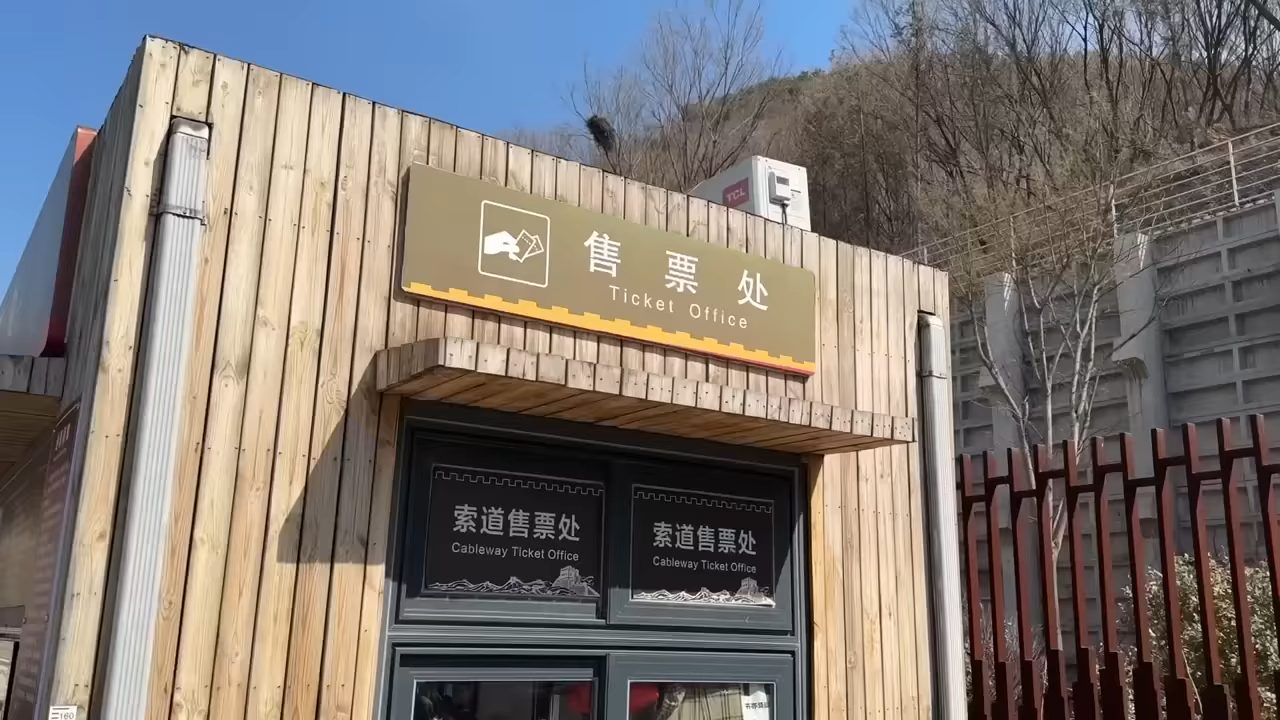 TCL
售票处
Ticket Office
索道售票处
Cableway Ticket Office
索道售票处
Cableway Ticket Office
160